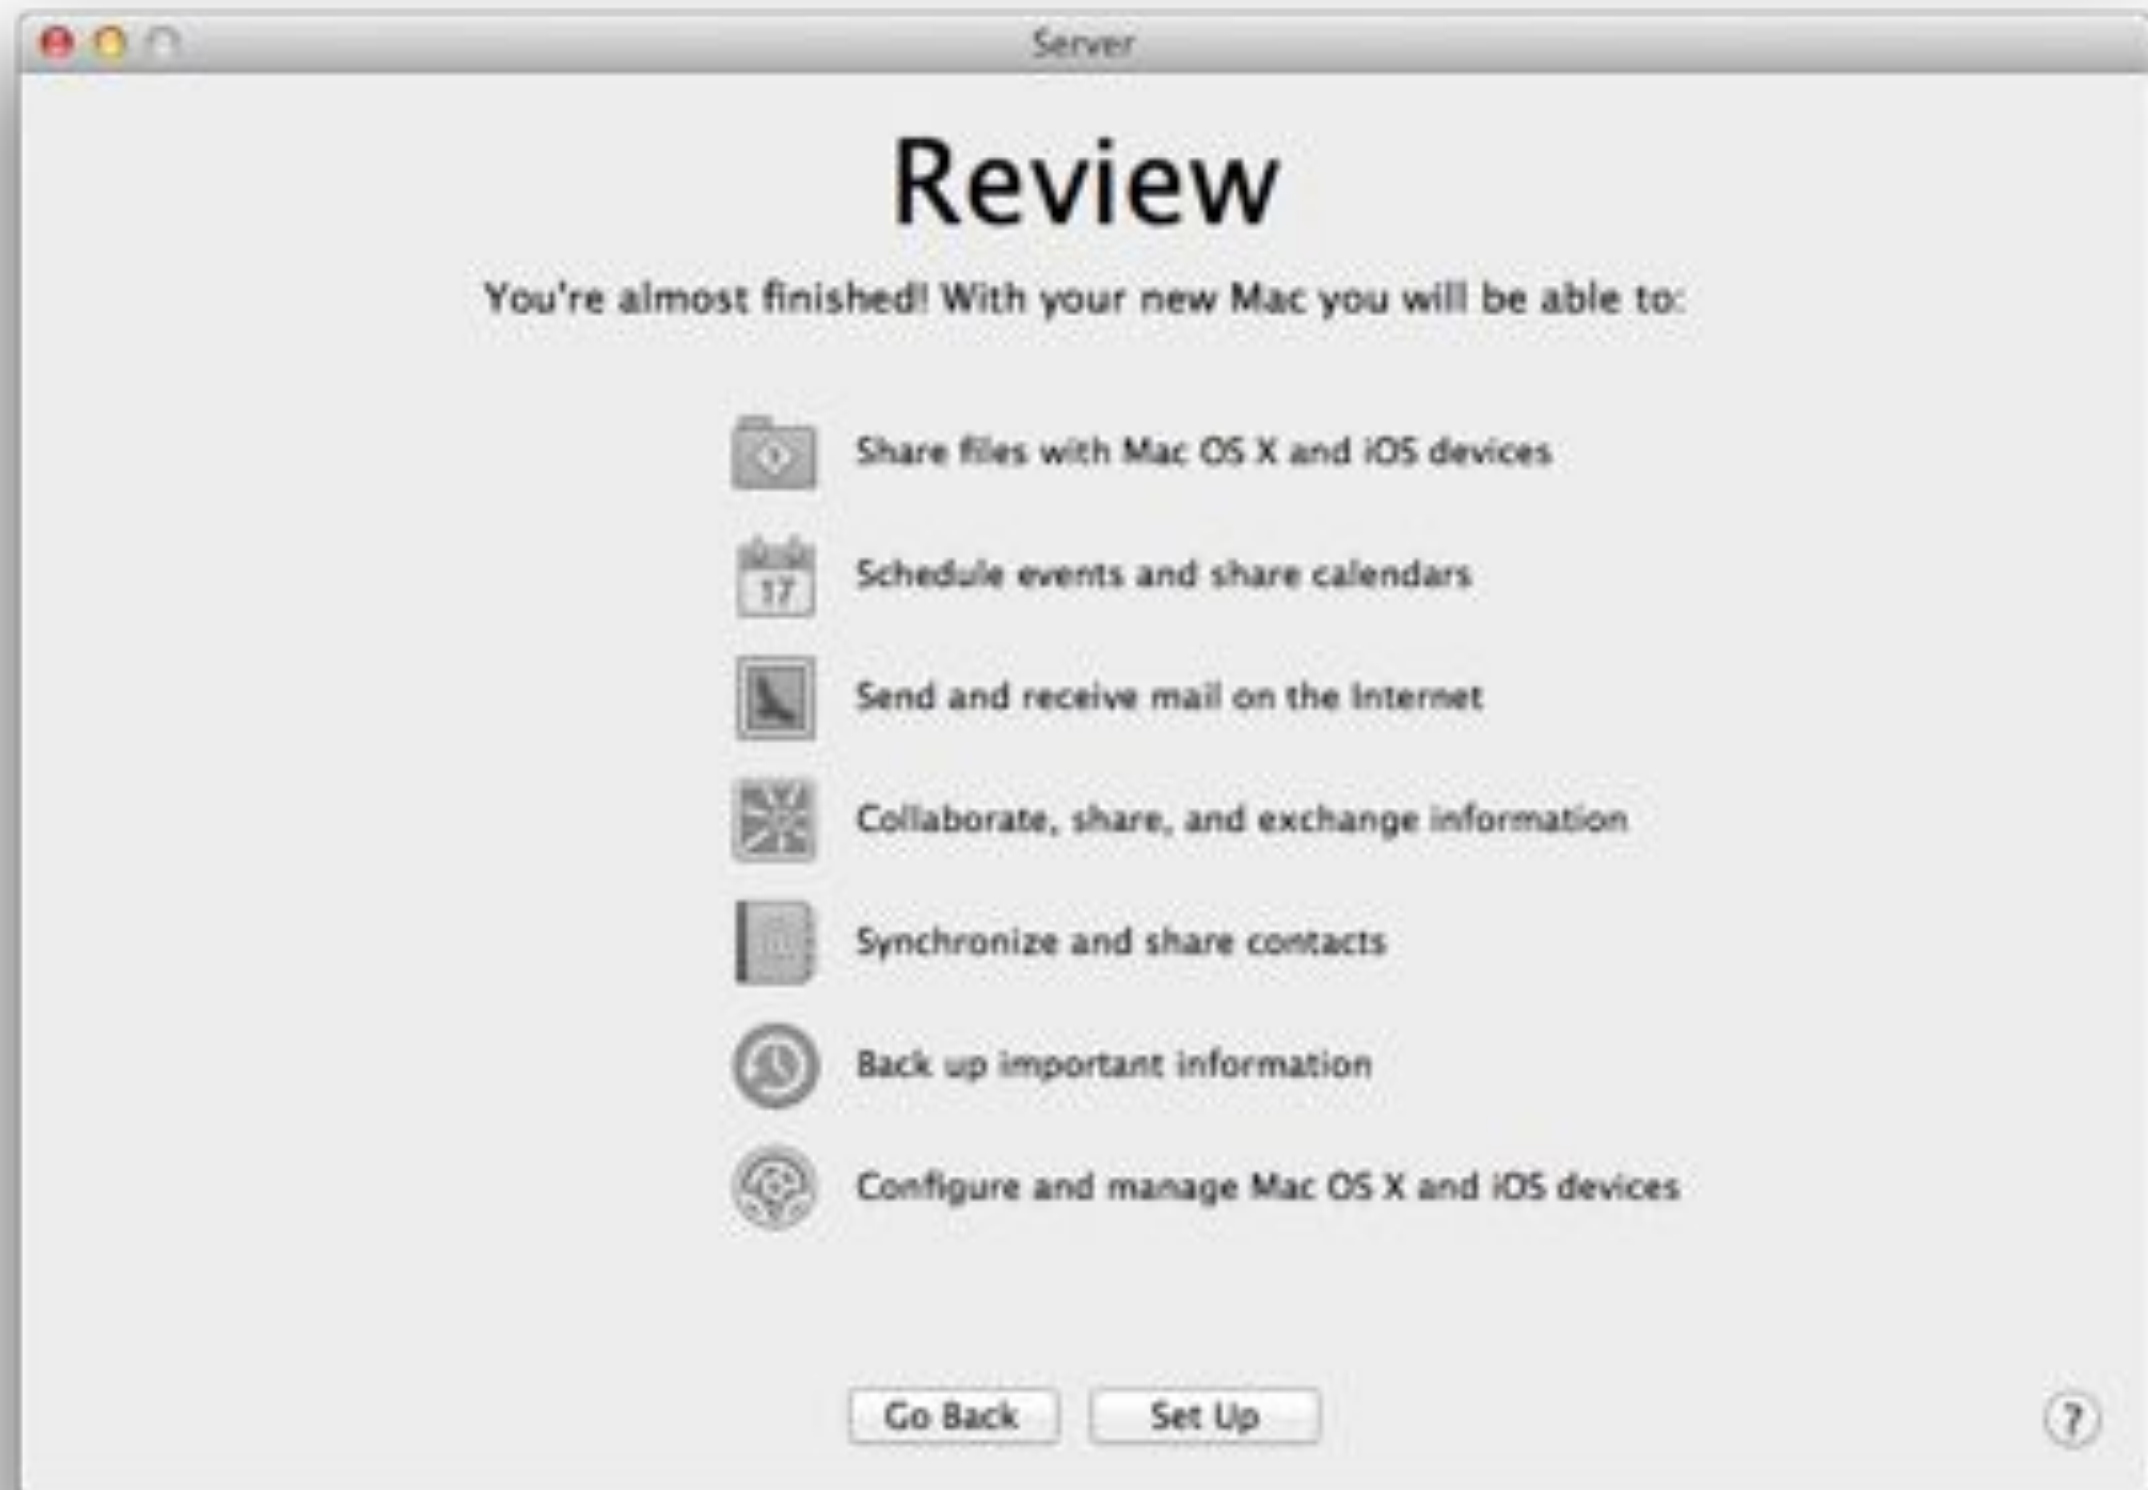 Server
Review
You're almost finished! With your new Mac you will be able to:
Share files with Mac OS X and iOS devices
17
Schedule events and share calendars
Send and receive mail on the Internet
Collaborate, share, and exchange information
Synchronize and share contacts
Back up important information
Configure and manage Mac OS X and iOS devices
Go Back
Set Up
?